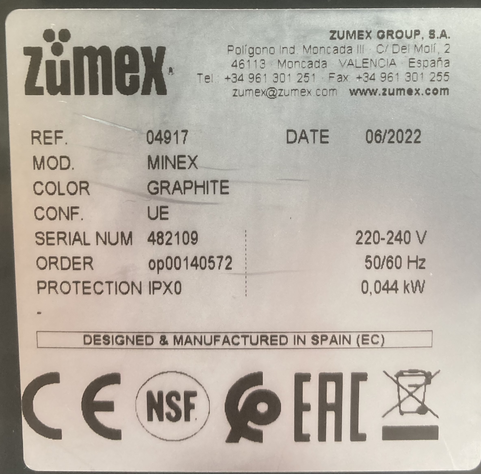 zümex
ZUMEX GROUP, S.A.
Polígono Ind. Moncada III C/ Del Molí, 2
46113 Moncada VALENCIA España
Tel +34 961 301 251 Fax +34 961 301 255
zumex@zumex.com www.zumex.com
REF. 04917 DATE 06/2022
MOD. MINEX
COLOR GRAPHITE
CONF. UE
SERIAL NUM 482109 220-240 V
ORDER op00140572 50/60 Hz
PROTECTION IPX0 0,044 kW
-
DESIGNED & MANUFACTURED IN SPAIN (EC)
CE NSF EAC